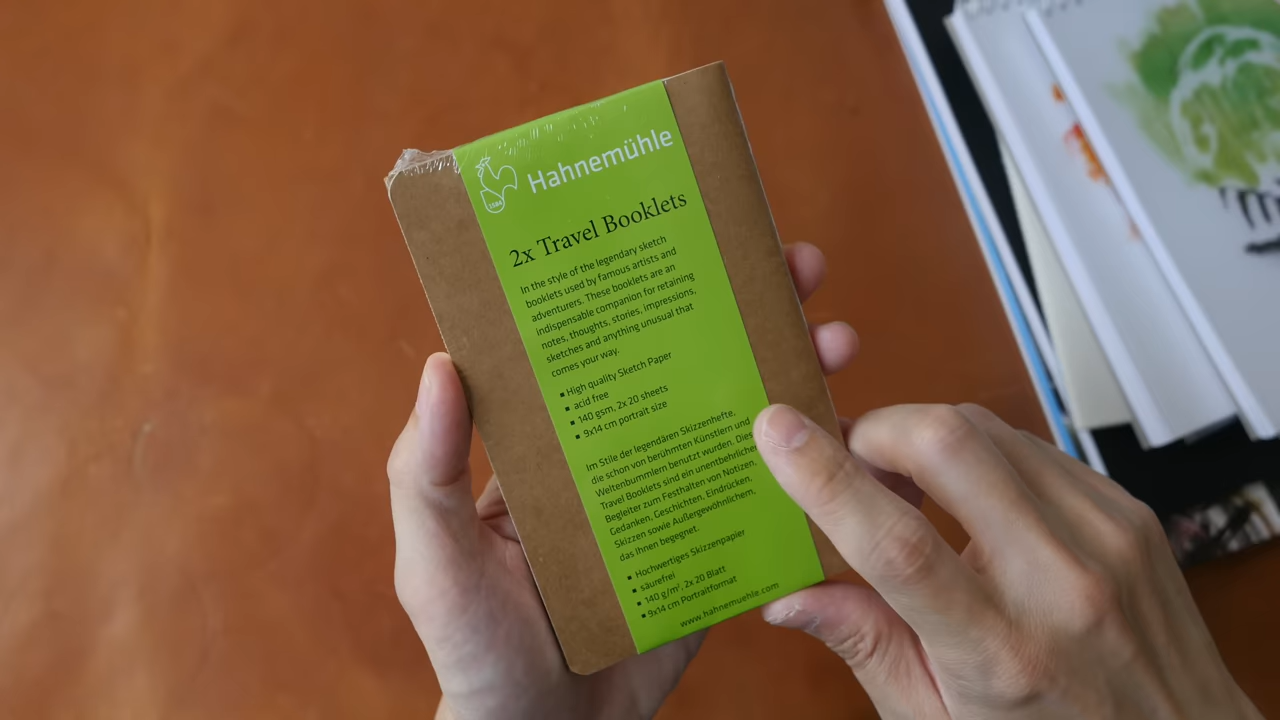 Hahnemühle
1584
2x Travel Booklets
In the style of the legendary sketch
booklets used by famous artists and
adventurers. These booklets are an
indispensable companion for retaining
notes, thoughts, stories, impressions,
sketches and anything unusual that
comes your way.
▪ High quality Sketch Paper
▪ acid free
▪ 140 gsm, 2x 20 sheets
▪ 9x14 cm portrait size
Im Stile der legendären Skizzenhefte,
die schon von berühmten Künstlern und
Weltenbummlern benutzt wurden. Dies
Travel Booklets sind ein unentbehrlicher
Begleiter zum Festhalten von Notizen,
Gedanken, Geschichten, Eindrücken,
Skizzen sowie Außergewöhnlichem,
das Ihnen begegnet.
▪ Hochwertiges Skizzenpapier
▪ säurefrei
▪ 140 g/m², 2x 20 Blatt
▪ 9x14 cm Portraitformat
www.hahnemuehle.com